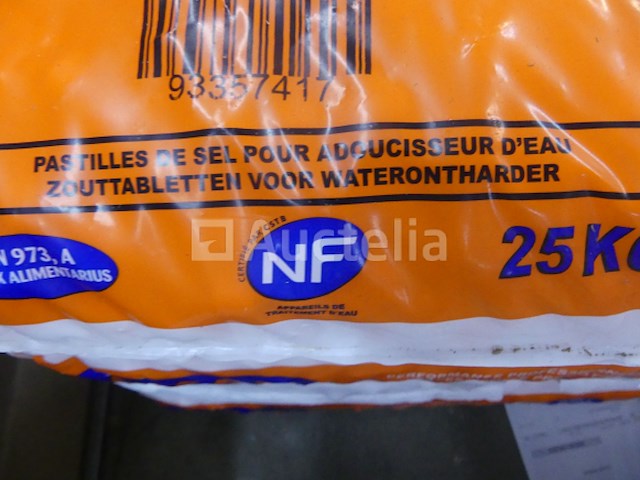 93357417
PASTILLES DE SEL POUR ADOUCISSEUR D'EAU
ZOUTTABLETTEN VOOR WATERONTHARDER
Auctelia
N 973, A
X ALIMENTARIUS
CERTIFIÉ PAR CSTB
NF
25KG
APPAREILS DE
TRAITEMENT D'EAU